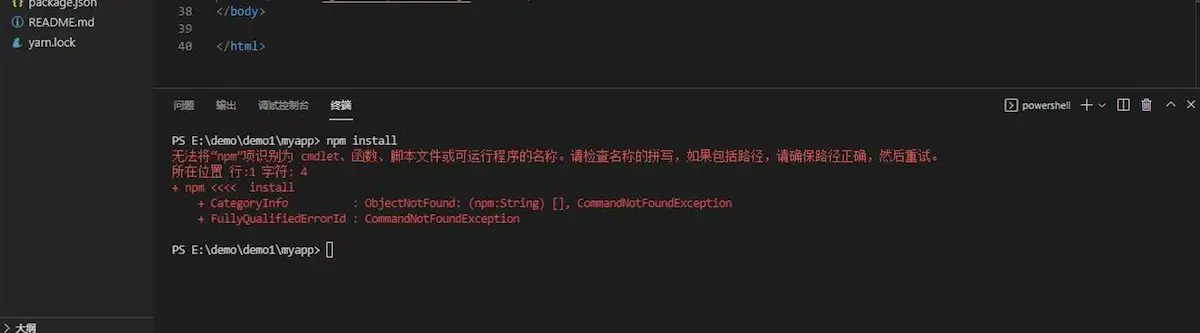 package.json
README.md
yarn.lock
38 </body>
39
40 </html>
问题 输出 调试控制台 终端
powershell
PS E:\demo\demo1\myapp> npm install
无法将“npm”项识别为 cmdlet、函数、脚本文件或可运行程序的名称。请检查名称的拼写，如果包括路径，请确保路径正确，然后重试。
所在位置 行:1 字符: 4
+ npm <<<<  install
    + CategoryInfo          : ObjectNotFound: (npm:String) [], CommandNotFoundException
    + FullyQualifiedErrorId : CommandNotFoundException
PS E:\demo\demo1\myapp>
大纲